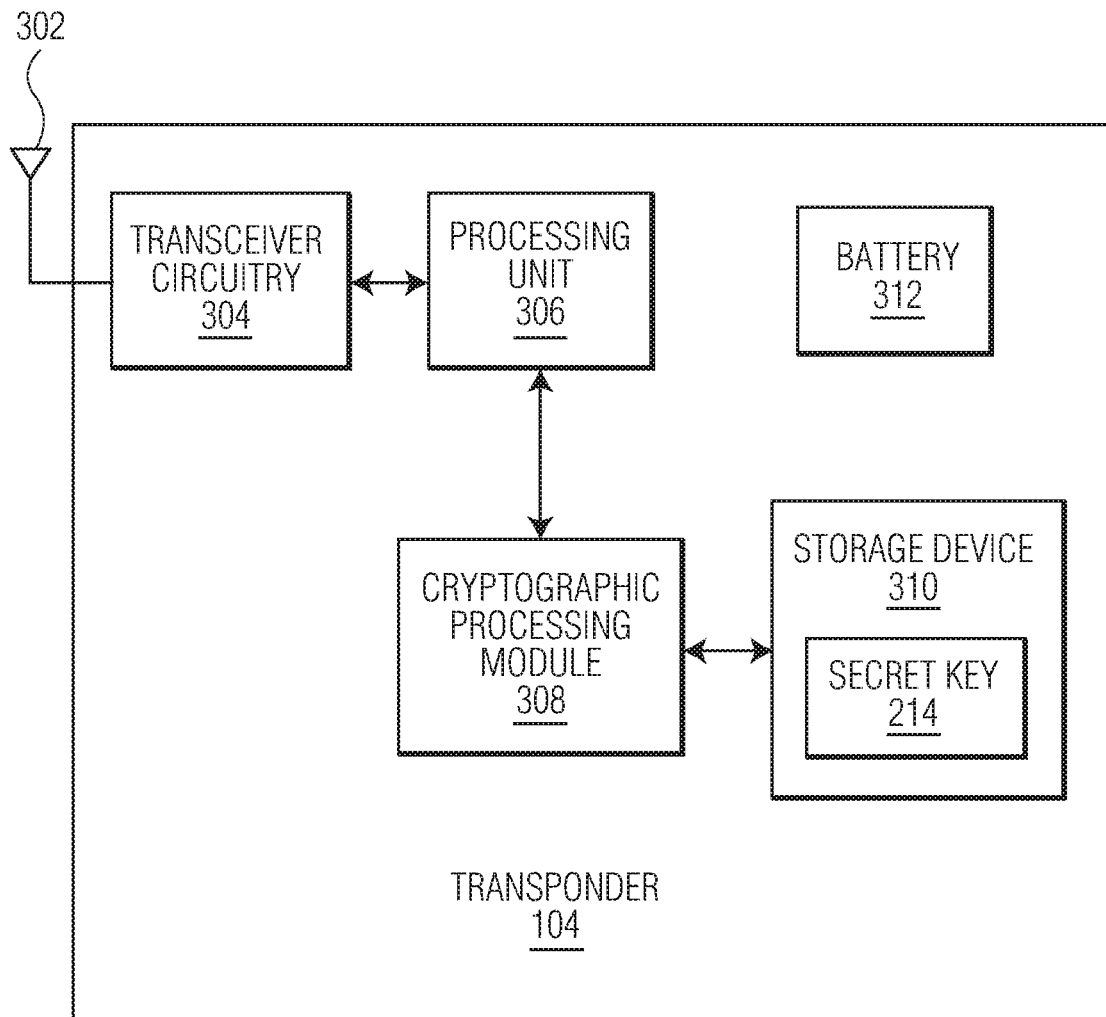 302
TRANSCEIVER
CIRCUITRY
304
PROCESSING
UNIT
306
BATTERY
312
CRYPTOGRAPHIC
PROCESSING
MODULE
308
STORAGE DEVICE
310
SECRET KEY
214
TRANSPONDER
104